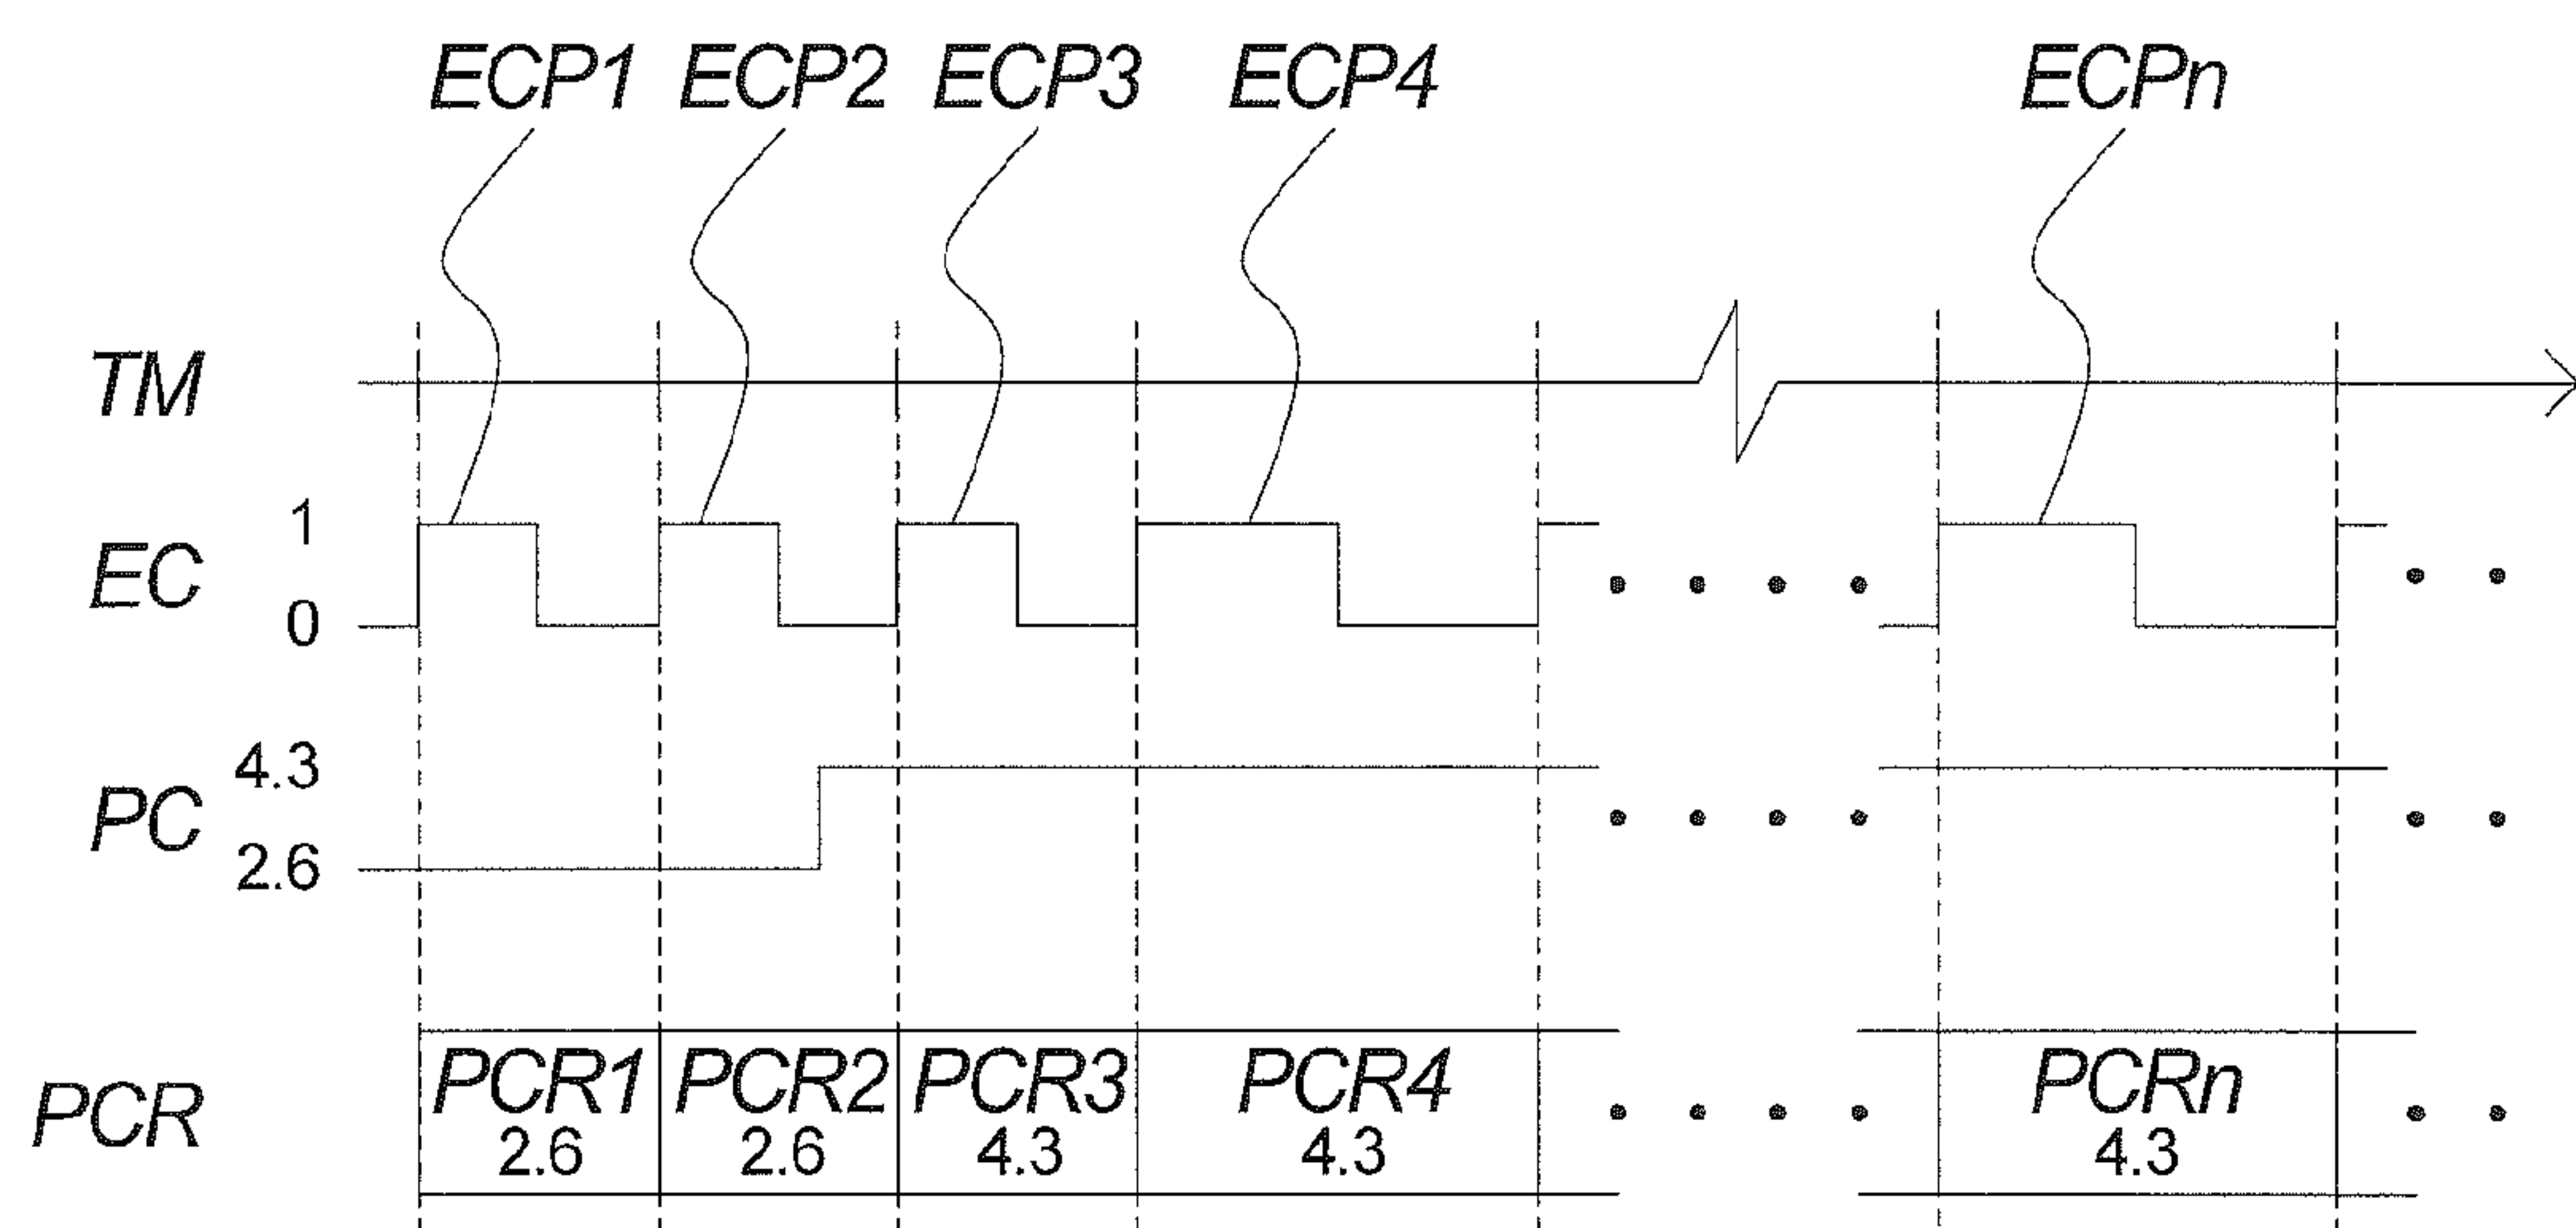 ECP1 ECP2 ECP3 ECP4 ECPn
TM
1
EC
0
4.3
PC
2.6
PCR1 PCR2 PCR3 PCR4 PCRn
PCR
2.6 2.6 4.3 4.3 4.3